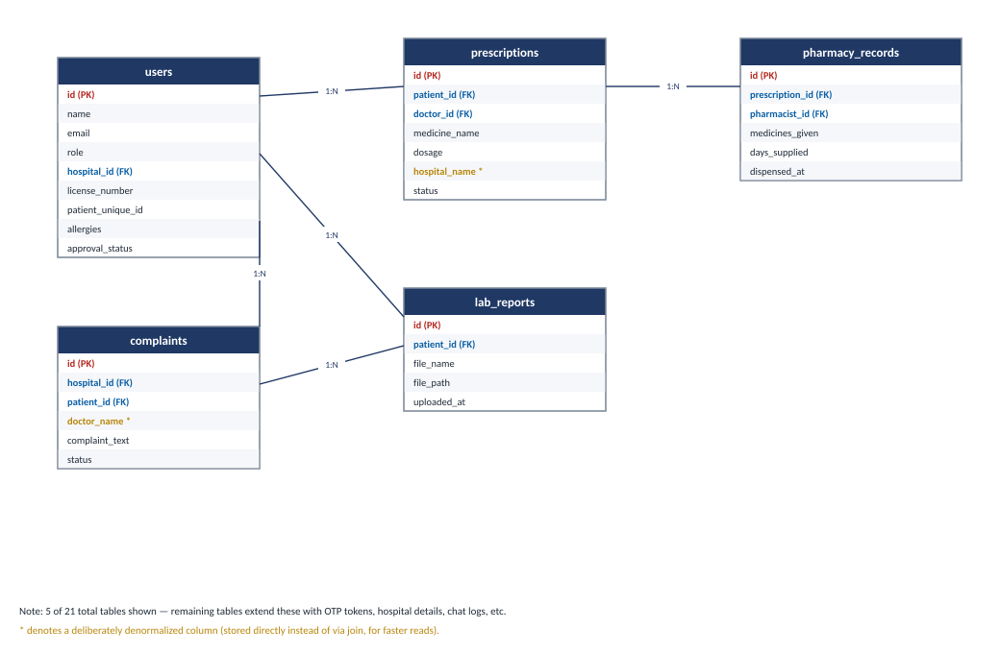 users
id (PK)
name
email
role
hospital_id (FK)
license_number
patient_unique_id
allergies
approval_status
prescriptions
id (PK)
patient_id (FK)
doctor_id (FK)
medicine_name
dosage
hospital_name *
status
pharmacy_records
id (PK)
prescription_id (FK)
pharmacist_id (FK)
medicines_given
days_supplied
dispensed_at
1:N
1:N
1:N
1:N
complaints
id (PK)
hospital_id (FK)
patient_id (FK)
doctor_name *
complaint_text
status
1:N
lab_reports
id (PK)
patient_id (FK)
file_name
file_path
uploaded_at
Note: 5 of 21 total tables shown — remaining tables extend these with OTP tokens, hospital details, chat logs, etc.
* denotes a deliberately denormalized column (stored directly instead of via join, for faster reads).